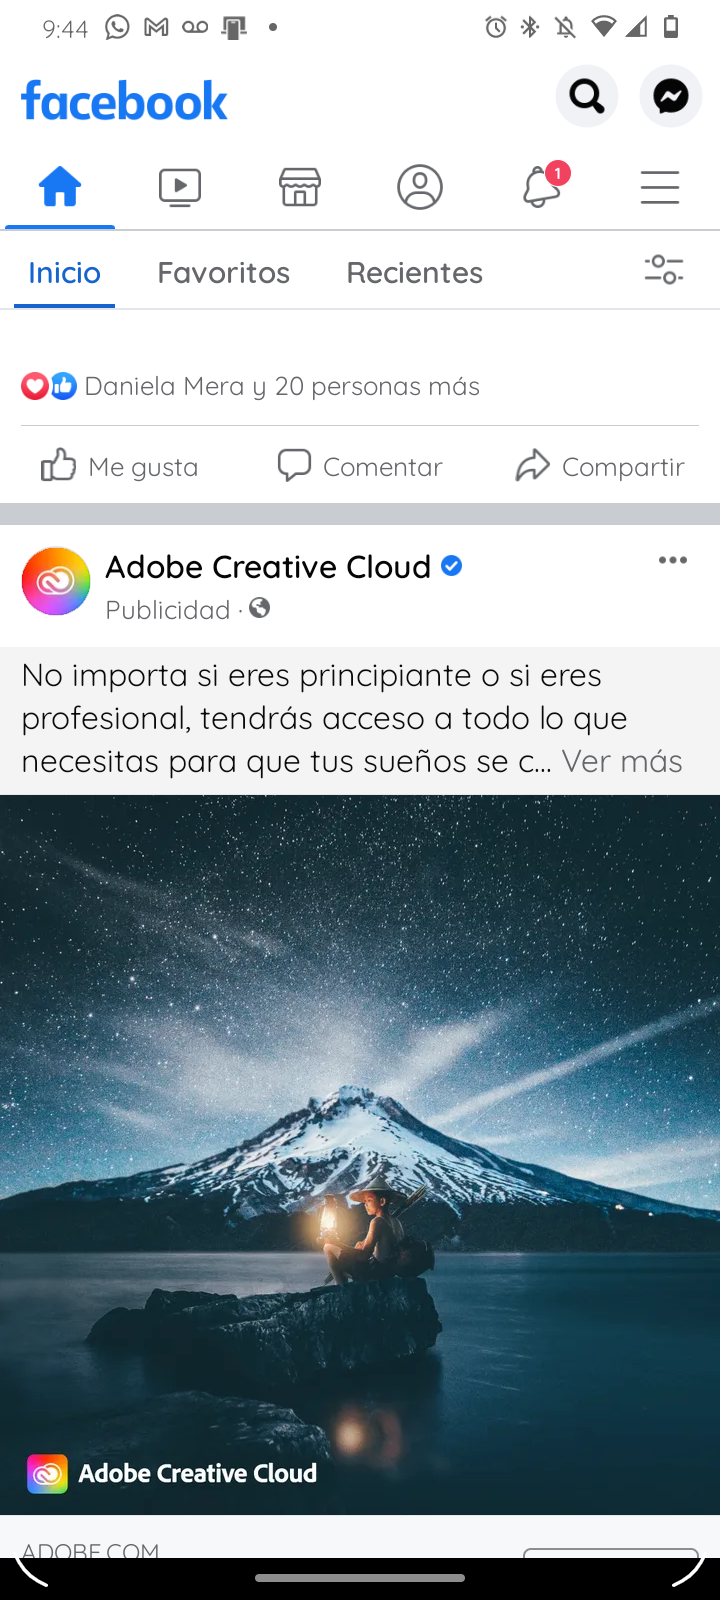 9:44
facebook
1
Inicio Favoritos Recientes
Daniela Mera y 20 personas más
Me gusta Comentar Compartir
Adobe Creative Cloud
Publicidad ·
No importa si eres principiante o si eres
profesional, tendrás acceso a todo lo que
necesitas para que tus sueños se c... Ver más
Adobe Creative Cloud
ADOBE.COM